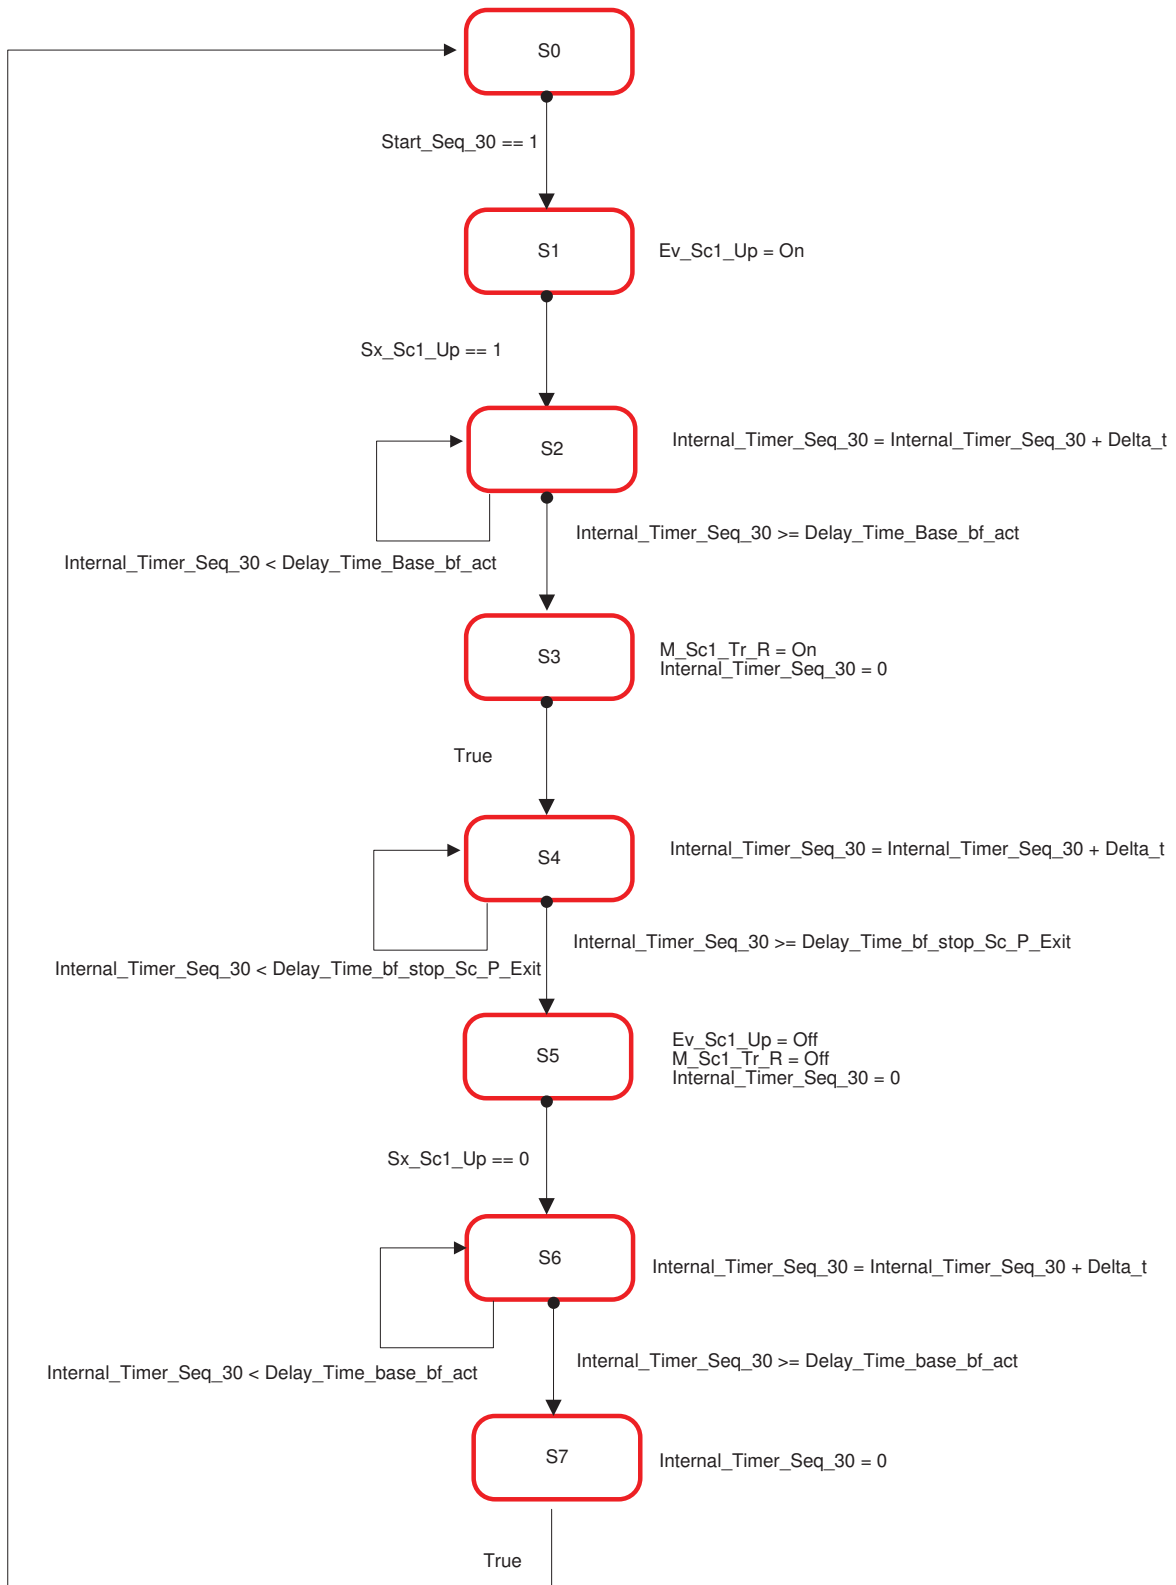 S0
Start_Seq_30 == 1
S1
Ev_Sc1_Up = On
Sx_Sc1_Up == 1
S2
Internal_Timer_Seq_30 = Internal_Timer_Seq_30 + Delta_t
Internal_Timer_Seq_30 >= Delay_Time_Base_bf_act
Internal_Timer_Seq_30 < Delay_Time_Base_bf_act
S3
M_Sc1_Tr_R = On
Internal_Timer_Seq_30 = 0
True
S4
Internal_Timer_Seq_30 = Internal_Timer_Seq_30 + Delta_t
Internal_Timer_Seq_30 >= Delay_Time_bf_stop_Sc_P_Exit
Internal_Timer_Seq_30 < Delay_Time_bf_stop_Sc_P_Exit
S5
Ev_Sc1_Up = Off
M_Sc1_Tr_R = Off
Internal_Timer_Seq_30 = 0
Sx_Sc1_Up == 0
S6
Internal_Timer_Seq_30 = Internal_Timer_Seq_30 + Delta_t
Internal_Timer_Seq_30 >= Delay_Time_base_bf_act
Internal_Timer_Seq_30 < Delay_Time_base_bf_act
S7
Internal_Timer_Seq_30 = 0
True